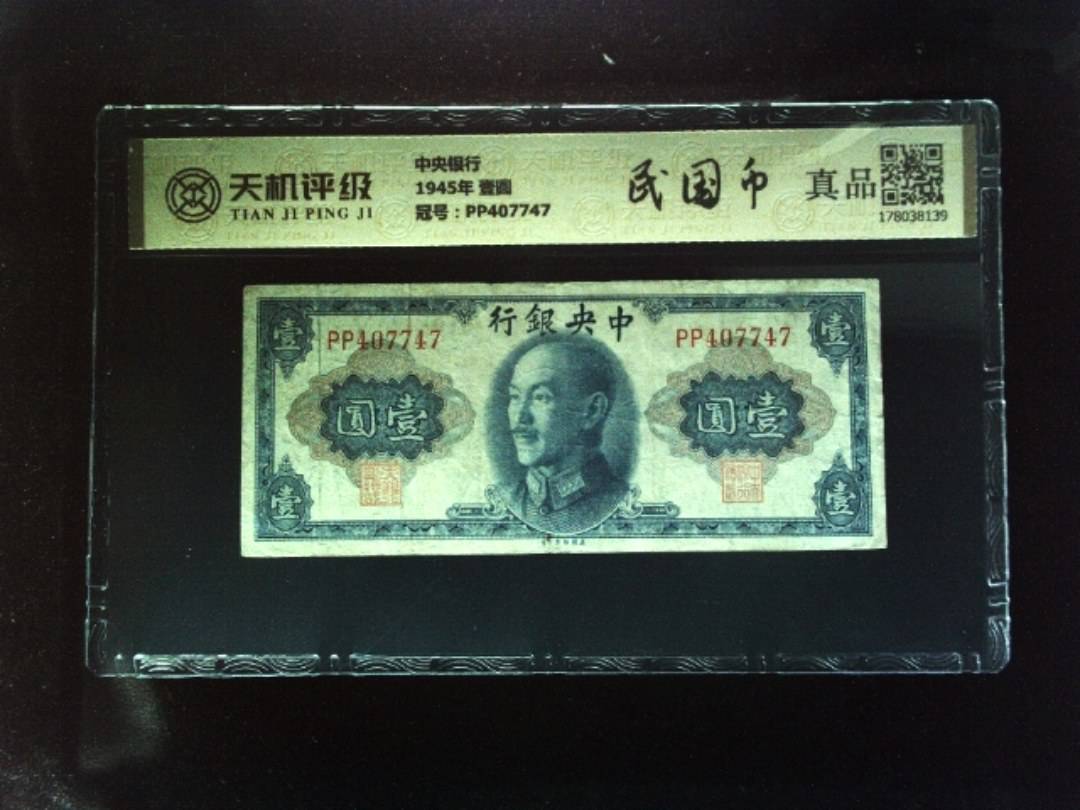 天机评级
TIAN JI PING JI
中央银行
1945年 壹圆
冠号：PP407747
民国币
真品
178038139
行銀央中
PP407747
PP407747
壹
壹
圆壹
圆壹
壹
壹